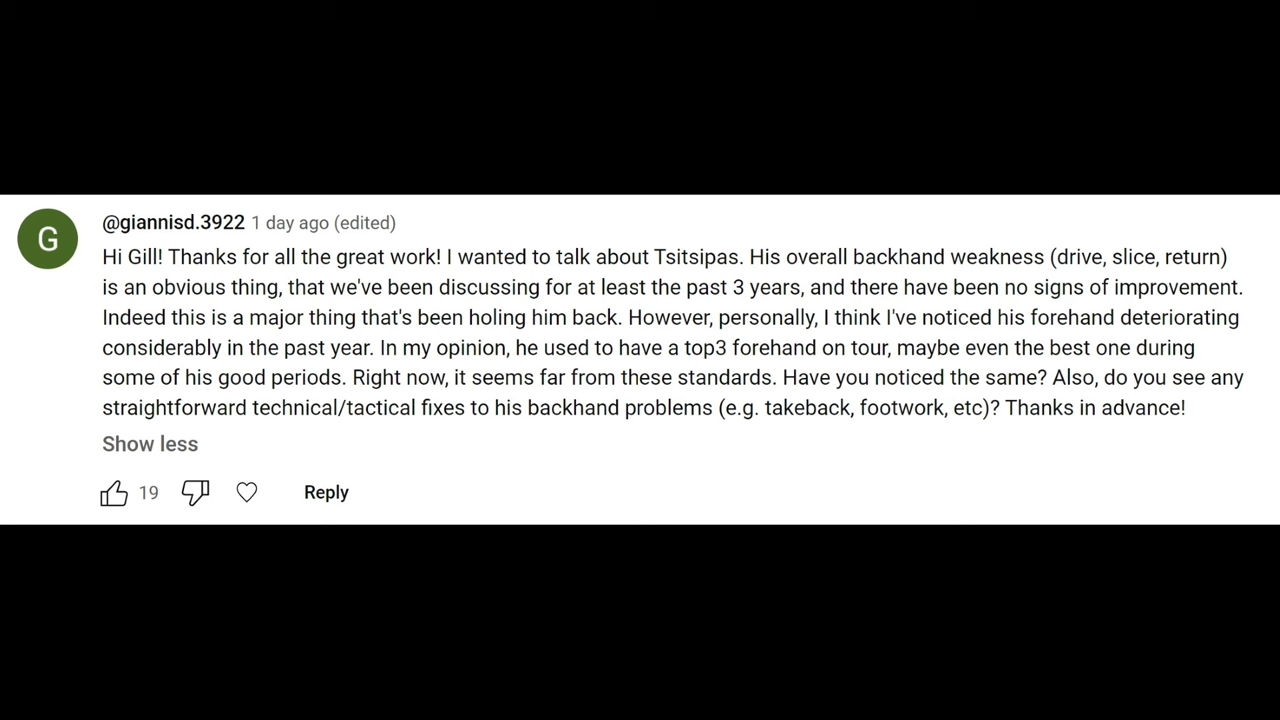 G
@giannisd.3922 1 day ago (edited)
Hi Gill! Thanks for all the great work! I wanted to talk about Tsitsipas. His overall backhand weakness (drive, slice, return)
is an obvious thing, that we've been discussing for at least the past 3 years, and there have been no signs of improvement.
Indeed this is a major thing that's been holing him back. However, personally, I think I've noticed his forehand deteriorating
considerably in the past year. In my opinion, he used to have a top3 forehand on tour, maybe even the best one during
some of his good periods. Right now, it seems far from these standards. Have you noticed the same? Also, do you see any
straightforward technical/tactical fixes to his backhand problems (e.g. takeback, footwork, etc)? Thanks in advance!
Show less
19 Reply